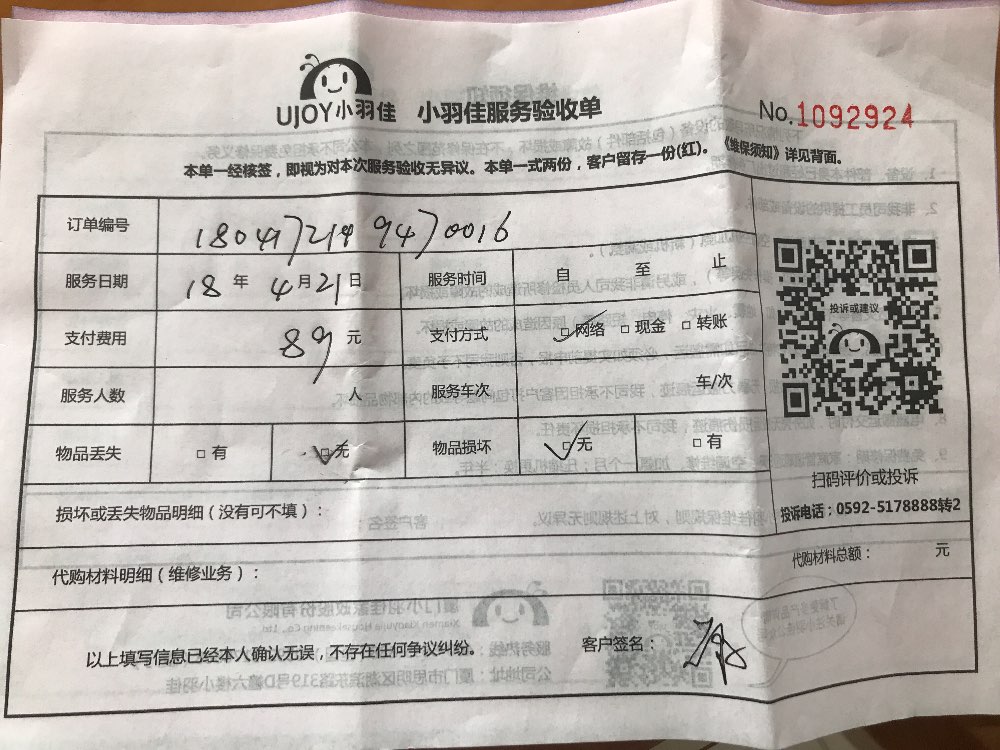 UJOY小羽佳 小羽佳服务验收单
No.1092924
本单一经核签，即视为对本次服务验收无异议。本单一式两份，客户留存一份(红)。《维保须知》详见背面。
订单编号 1804172149470016
服务日期 18 年 4 月 21 日 服务时间 自 至 止
支付费用 89 元 支付方式 □网络 □现金 □转账
服务人数 人 服务车次 车/次
物品丢失 □有 □无 物品损坏 □无 □有
投诉或建议
扫码评价或投诉
投诉电话：0592-5178888转2
损坏或丢失物品明细（没有可不填）：
代购材料明细（维修业务）： 代购材料总额： 元
以上填写信息已经本人确认无误，不存在任何争议纠纷。 客户签名：